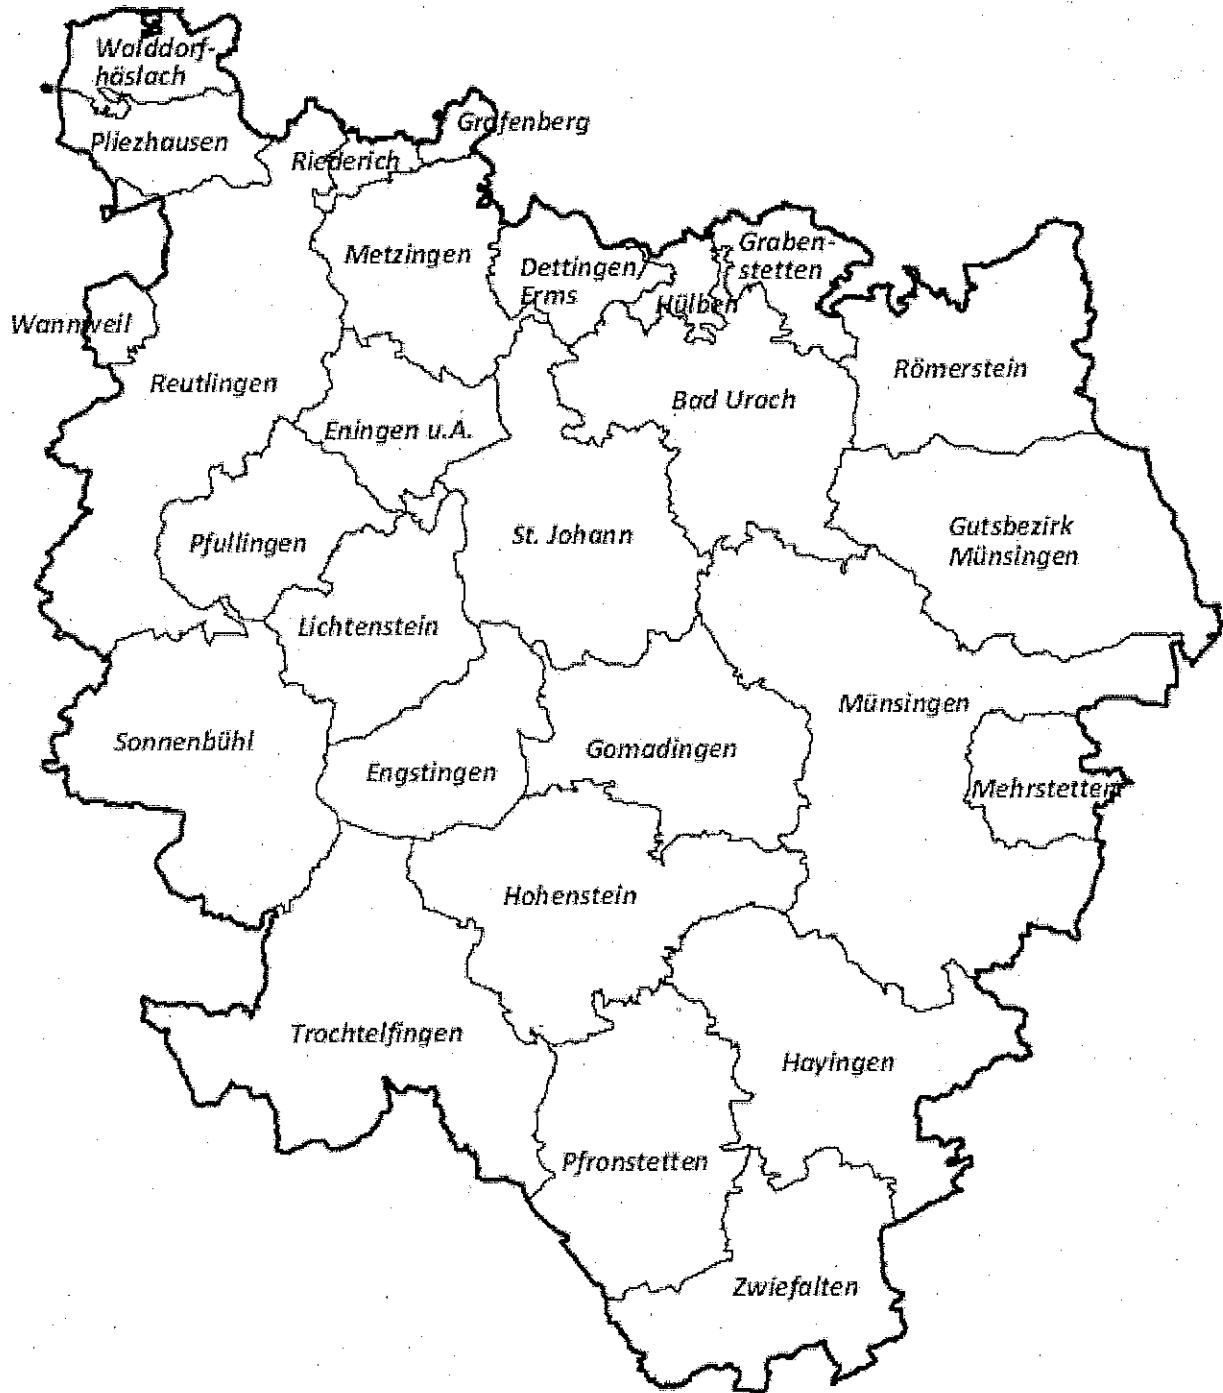 Walddorf-
häslach
Pliezhausen
Grafenberg
Riederich
Metzingen
Dettingen/
Erms
Hülben
Graben-
stetten
Wannweil
Reutlingen
Eningen u.A.
Bad Urach
Römerstein
Pfullingen
St. Johann
Gutsbezirk
Münsingen
Lichtenstein
Sonnenbühl
Engstingen
Gomadingen
Münsingen
Mehrstetten
Hohenstein
Trochtelfingen
Hayingen
Pfronstetten
Zwiefalten